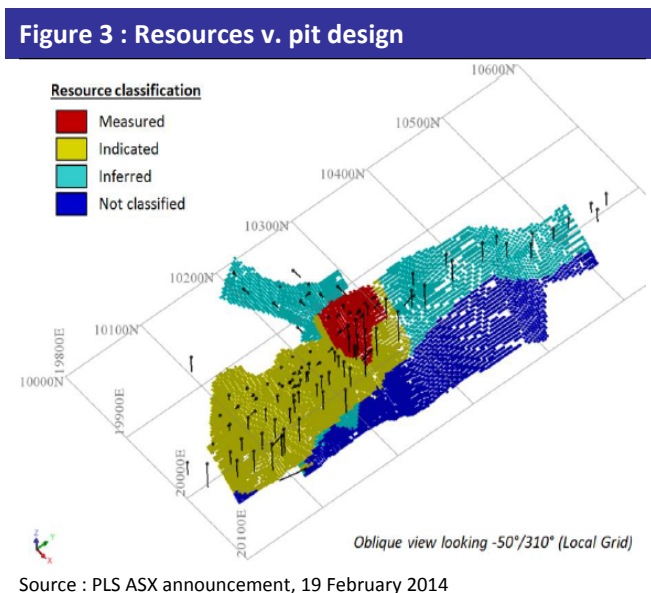 Figure 3 : Resources v. pit design
Resource classification
Measured
Indicated
Inferred
Not classified
10600N
10500N
10400N
10300N
10200N
10100N
10000N
19800E
19900E
20000E
20100E
Z
Y
X
Oblique view looking -50°/310° (Local Grid)
Source : PLS ASX announcement, 19 February 2014